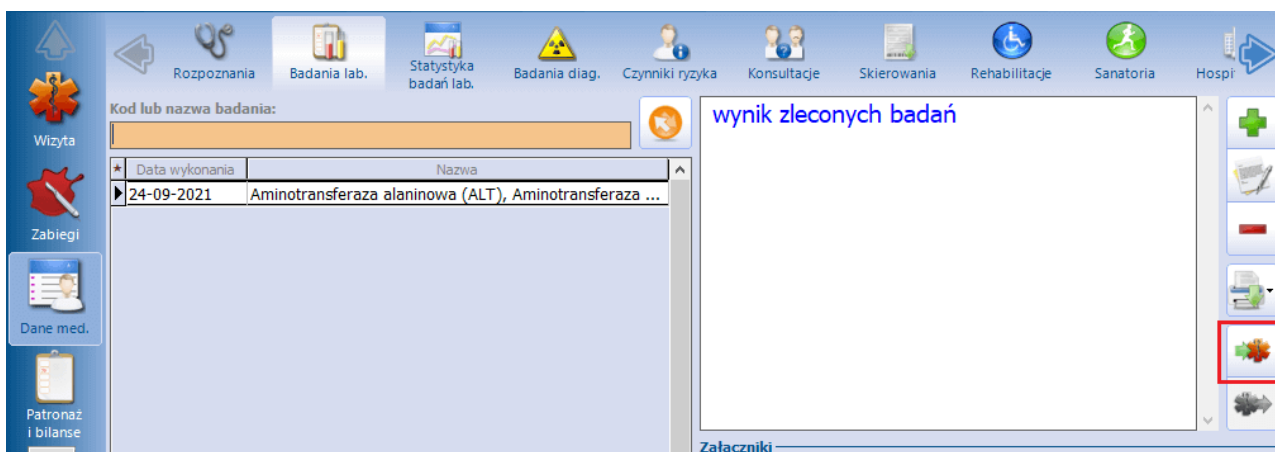 Rozpoznania
Badania lab.
Statystyka
badań lab.
Badania diag.
Czynniki ryzyka
Konsultacje
Skierowania
Rehabilitacje
Sanatoria
Hospi
Wizyta
Zabiegi
Dane med.
Patronaż
i bilanse
Kod lub nazwa badania:
* Data wykonania Nazwa
24-09-2021 Aminotransferaza alaninowa (ALT), Aminotransferaza ...
wynik zleconych badań
Załączniki